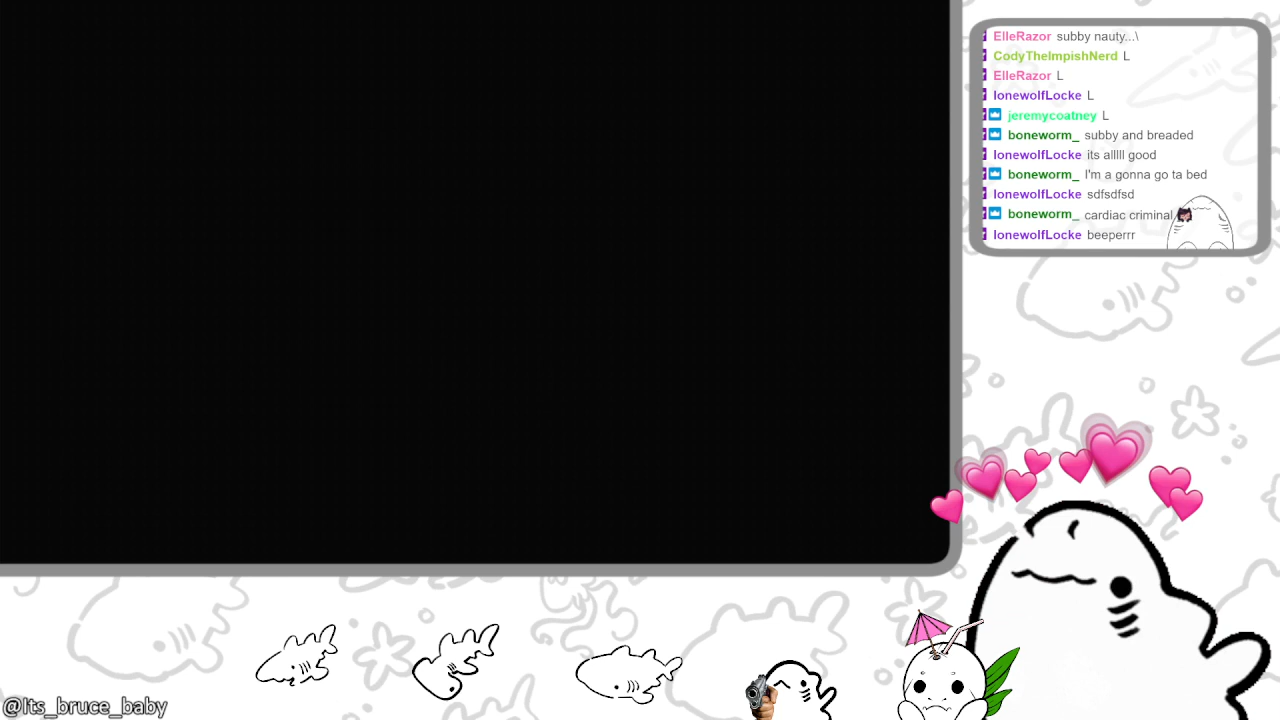 ElleRazor subby nauty...\
CodyTheImpishNerd L
ElleRazor L
lonewolfLocke L
jeremycoatney L
boneworm_ subby and breaded
lonewolfLocke its alllll good
boneworm_ I'm a gonna go ta bed
lonewolfLocke sdfsdfsd
boneworm_ cardiac criminal
lonewolfLocke beeperrr
@Its_bruce_baby